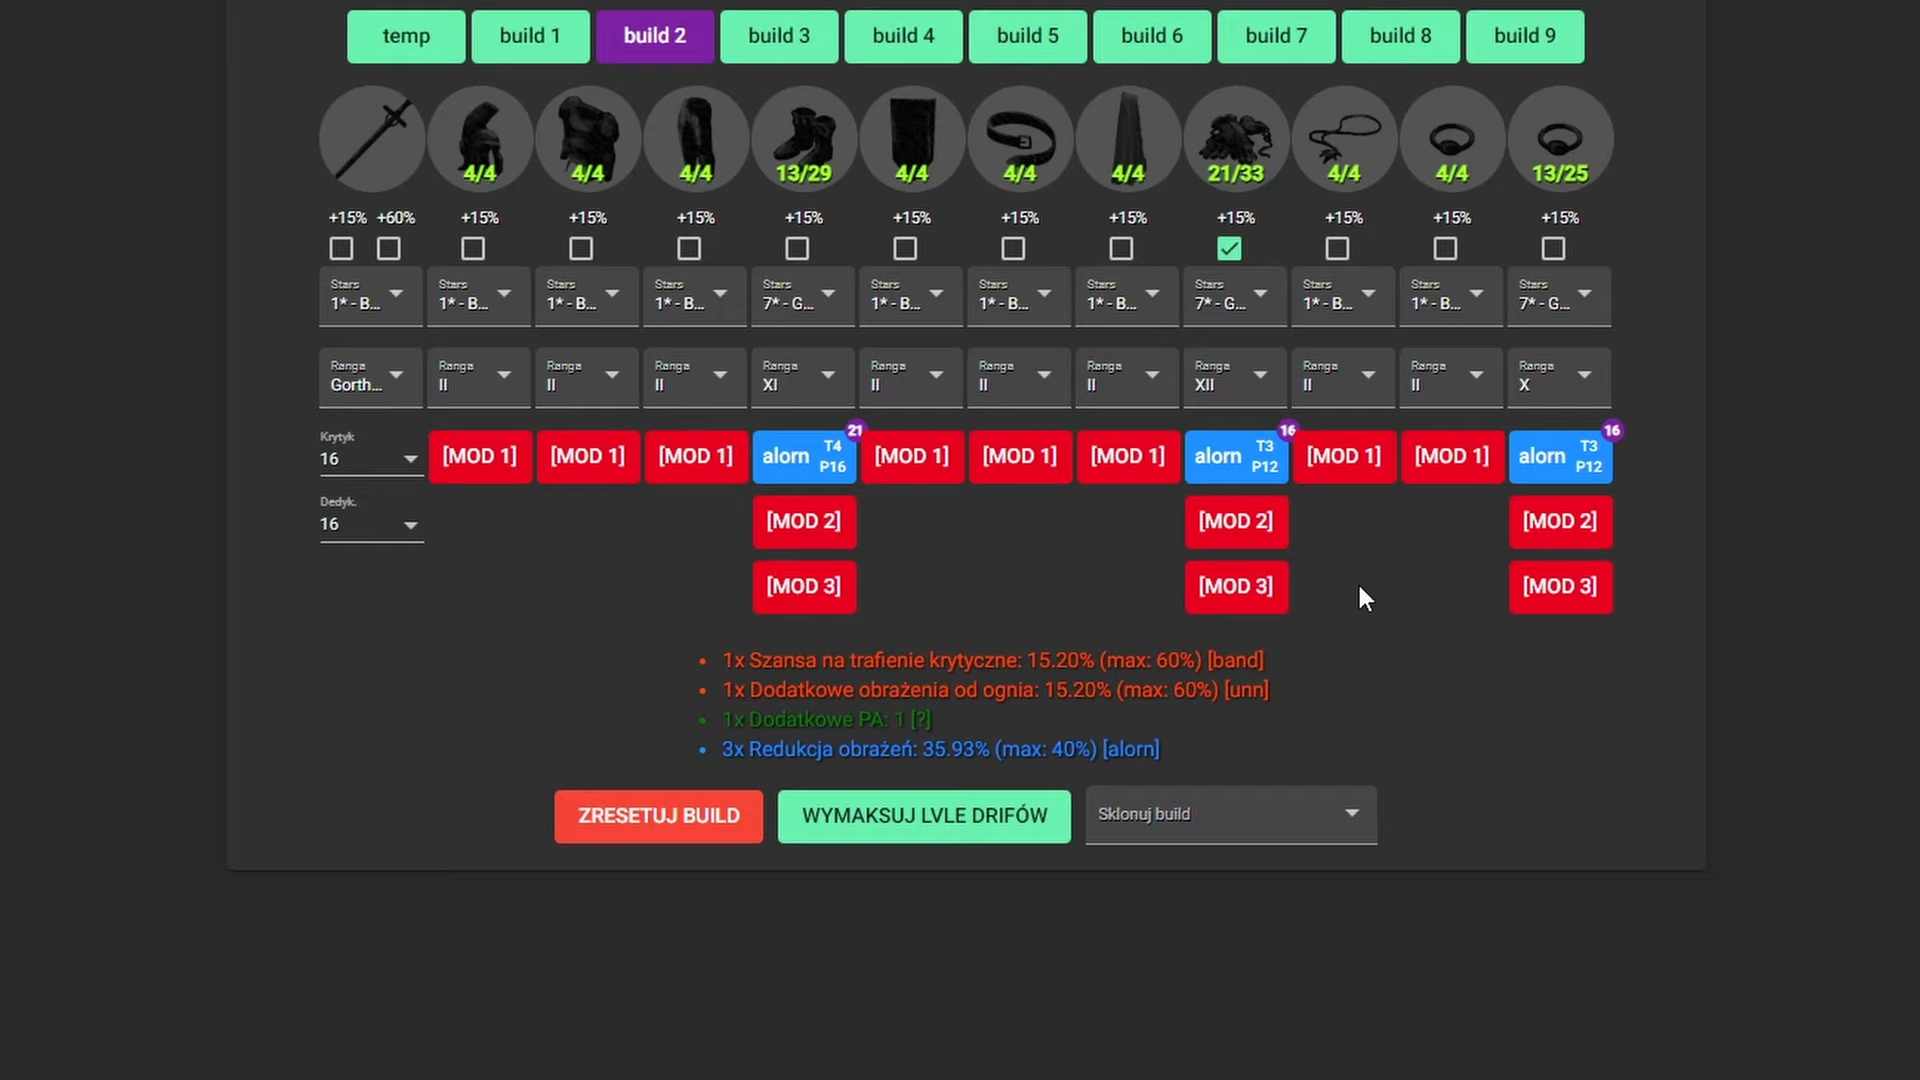 temp build 1 build 2 build 3 build 4 build 5 build 6 build 7 build 8 build 9
4/4 4/4 4/4 13/29 4/4 4/4 4/4 21/33 4/4 4/4 13/25
+15% +60% +15% +15% +15% +15% +15% +15% +15% +15% +15% +15% +15%
Stars Stars Stars Stars Stars Stars Stars Stars Stars Stars Stars Stars
1* - B... 1* - B... 1* - B... 1* - B... 7* - G... 1* - B... 1* - B... 1* - B... 7* - G... 1* - B... 1* - B... 7* - G...
Ranga Ranga Ranga Ranga Ranga Ranga Ranga Ranga Ranga Ranga Ranga Ranga
Gorth... II II II XI II II II XII II II X
21 16 16
Krytyk
16 [MOD 1] [MOD 1] [MOD 1] alorn T4 P16 [MOD 1] [MOD 1] [MOD 1] alorn T3 P12 [MOD 1] [MOD 1] alorn T3 P12
Dedyk.
16 [MOD 2] [MOD 2] [MOD 2]
[MOD 3] [MOD 3] [MOD 3]
• 1x Szansa na trafienie krytyczne: 15.20% (max: 60%) [band]
• 1x Dodatkowe obrażenia od ognia: 15.20% (max: 60%) [unn]
• 1x Dodatkowe PA: 1 [?]
• 3x Redukcja obrażeń: 35.93% (max: 40%) [alorn]
ZRESETUJ BUILD WYMAKSUJ LVLE DRIFÓW Sklonuj build